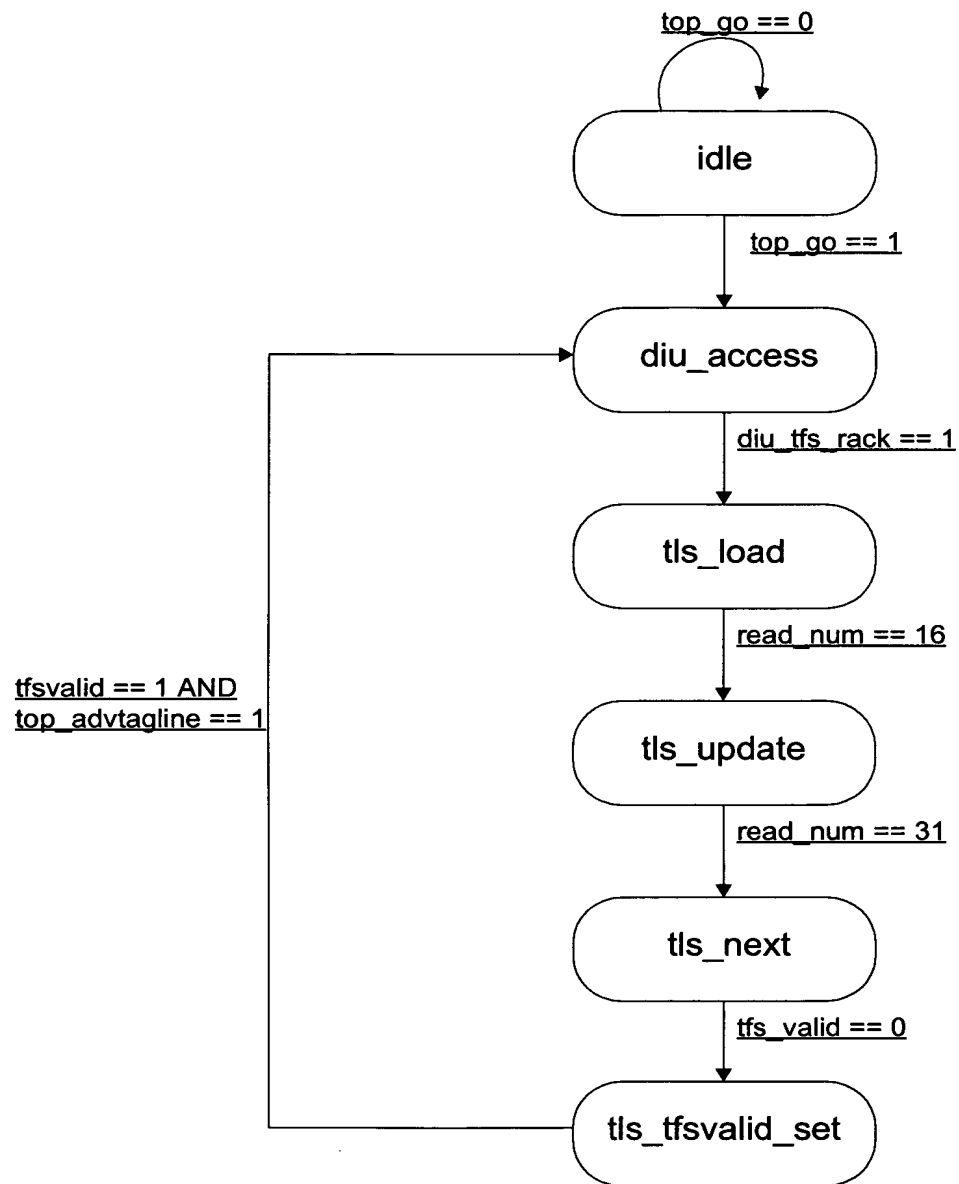 top_go == 0
idle
top_go == 1
diu_access
diu_tfs_rack == 1
tls_load
read_num == 16
tfsvalid == 1 AND
top_advtagline == 1
tls_update
read_num == 31
tls_next
tfs_valid == 0
tls_tfsvalid_set